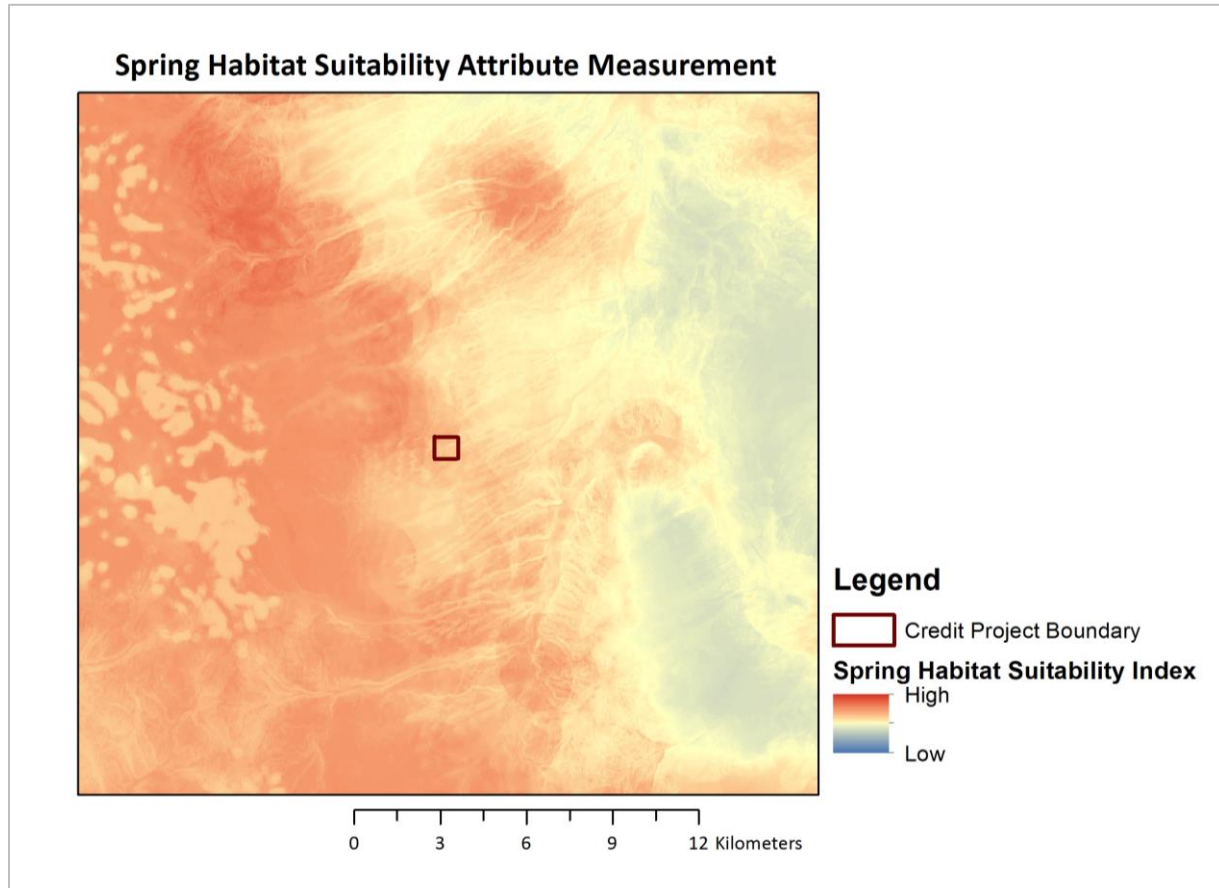 Spring Habitat Suitability Attribute Measurement
Legend
Credit Project Boundary
Spring Habitat Suitability Index
High
Low
0 3 6 9 12 Kilometers